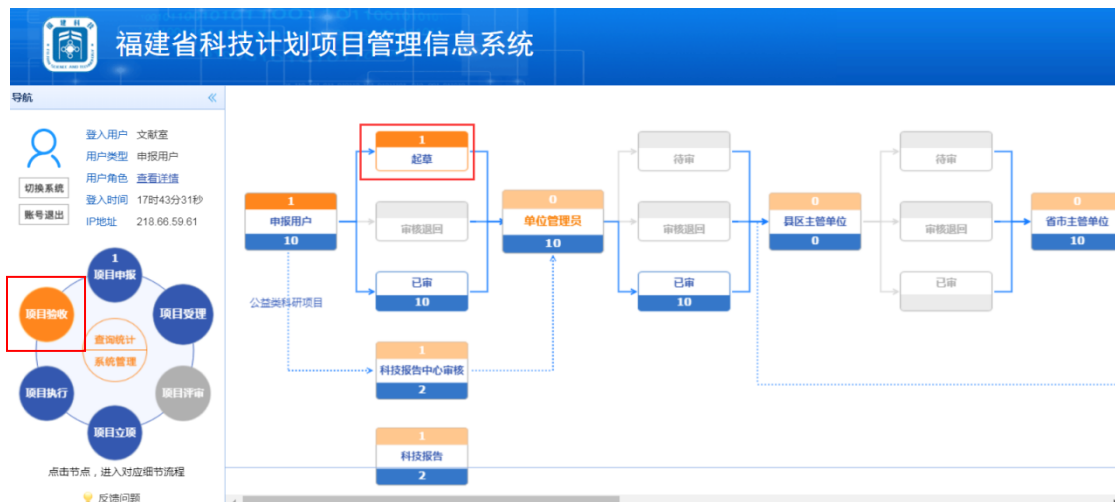 福建省科技计划项目管理信息系统
导航
登入用户 文献室
用户类型 申报用户
用户角色 查看详情
登入时间 17时43分31秒
IP地址 218.66.59.61
切换系统
账号退出
1
项目申报
项目验收
项目受理
查询统计
系统管理
项目执行
项目评审
项目立项
点击节点，进入对应细节流程
反馈问题
1
申报用户
10
公益类科研项目
1
起草
审核退回
已审
10
1
科技报告中心审核
2
1
科技报告
2
0
单位管理员
10
待审
审核退回
已审
10
0
县区主管单位
0
待审
审核退回
已审
0
省市主管单位
10